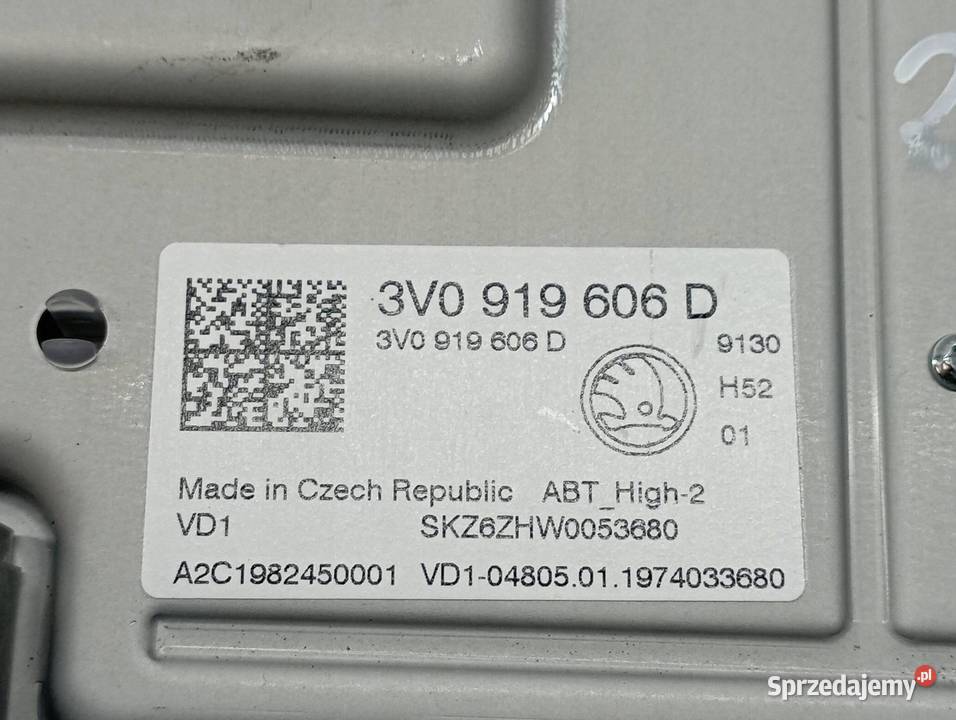 2
3V0 919 606 D
3V0 919 606 D
9130
H52
01
Made in Czech Republic ABT_High-2
VD1 SKZ6ZHW0053680
A2C1982450001 VD1-04805.01.1974033680
Sprzedajemy.pl